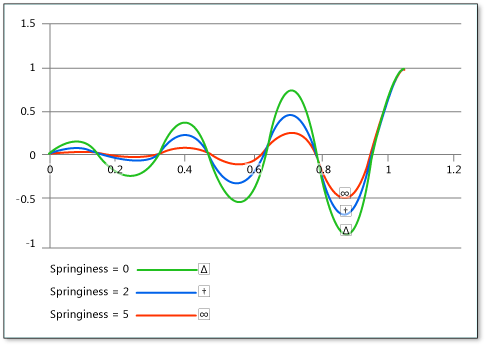 1.5
1
0.5
0
0 0.2 0.4 0.6 0.8 1 1.2
∞
-0.5
†
Δ
-1
Springiness = 0 Δ
Springiness = 2 †
Springiness = 5 ∞